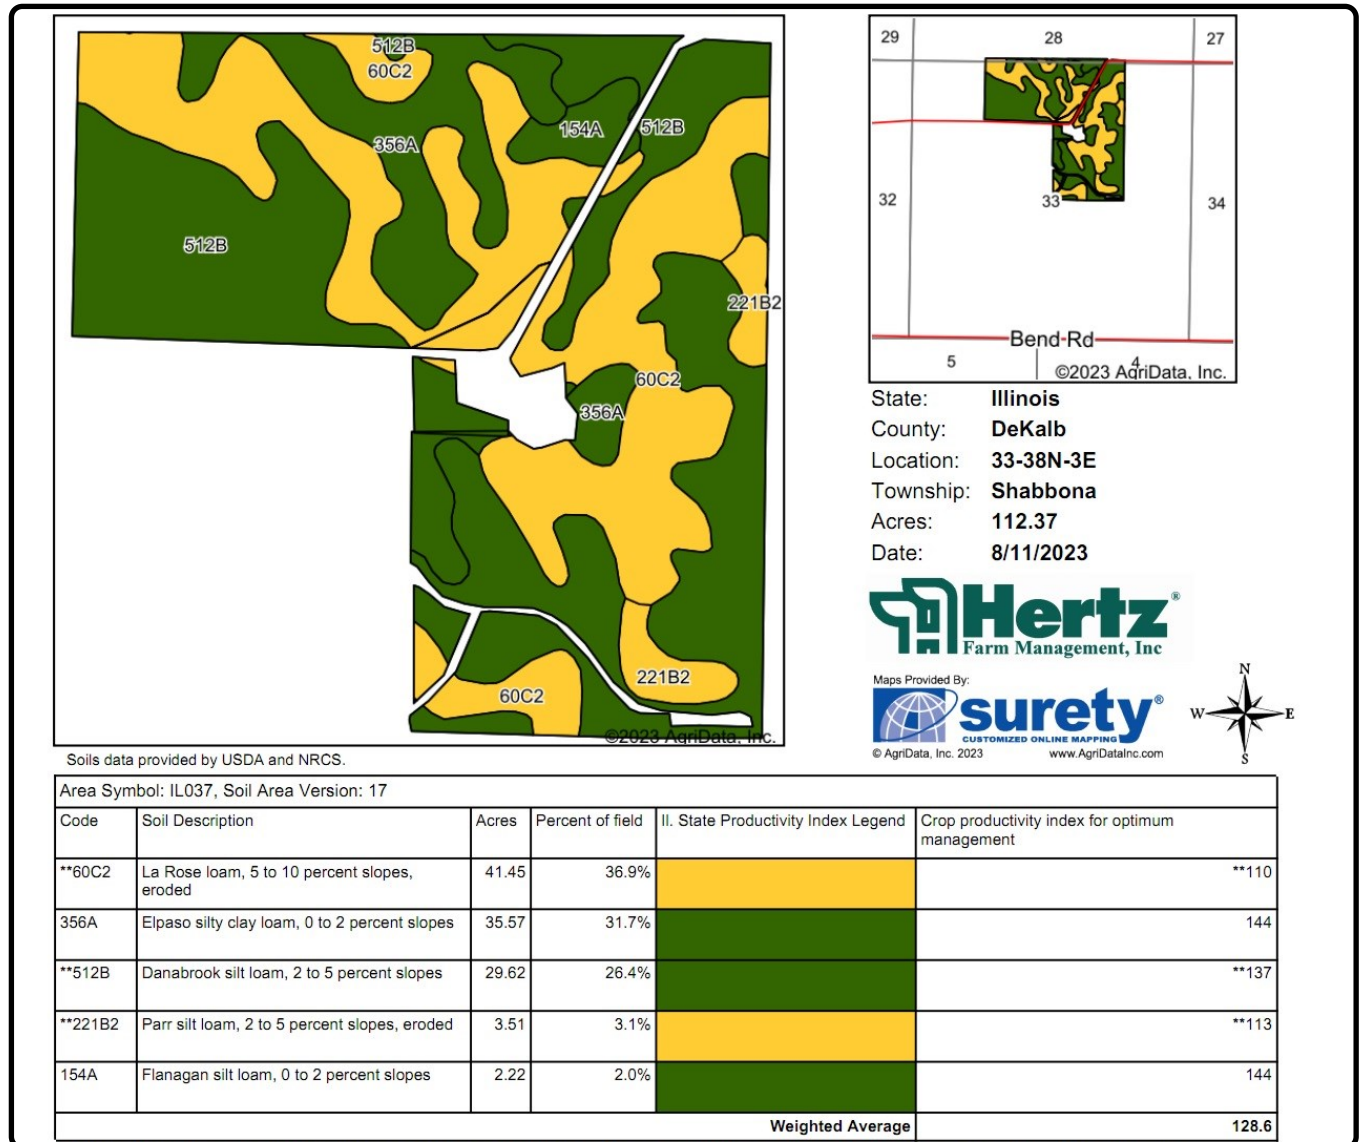 512B
60C2
154A
512B
356A
512B
221B2
60C2
356A
221B2
60C2
©2023 AgriData, Inc.
29
28
27
32
33
34
Bend Rd
5
4
©2023 AgriData, Inc.
State: Illinois
County: DeKalb
Location: 33-38N-3E
Township: Shabbona
Acres: 112.37
Date: 8/11/2023
Hertz®
Farm Management, Inc
Maps Provided By:
surety®
CUSTOMIZED ONLINE MAPPING
© AgriData, Inc. 2023 www.AgriDataInc.com
N
W E
S
Soils data provided by USDA and NRCS.
Area Symbol: IL037, Soil Area Version: 17
Code Soil Description Acres Percent of field II. State Productivity Index Legend Crop productivity index for optimum
management
**60C2 La Rose loam, 5 to 10 percent slopes, 41.45 36.9% **110
eroded
356A Elpaso silty clay loam, 0 to 2 percent slopes 35.57 31.7% 144
**512B Danabrook silt loam, 2 to 5 percent slopes 29.62 26.4% **137
**221B2 Parr silt loam, 2 to 5 percent slopes, eroded 3.51 3.1% **113
154A Flanagan silt loam, 0 to 2 percent slopes 2.22 2.0% 144
Weighted Average 128.6